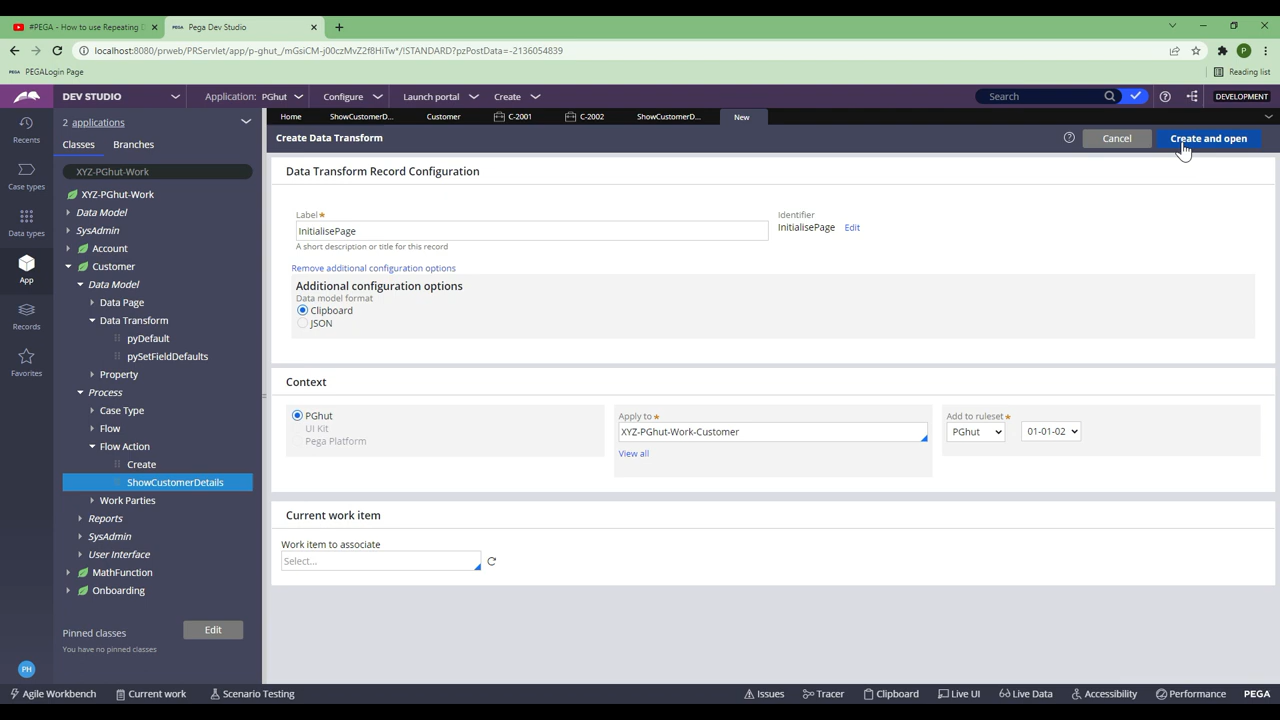 #PEGA - How to use Repeating D
Pega Dev Studio
localhost:8080/prweb/PRServlet/app/p-ghut_/mGsiCM-j00czMvZ2f8HiTw*/!STANDARD?pzPostData=-2136054839
P
PEGALogin Page
Reading list
DEV STUDIO
Application: PGhut
Configure
Launch portal
Create
Search
DEVELOPMENT
Recents
Case types
Data types
App
Records
Favorites
PH
2 applications
Classes
Branches
XYZ-PGhut-Work
XYZ-PGhut-Work
Data Model
SysAdmin
Account
Customer
Data Model
Data Page
Data Transform
pyDefault
pySetFieldDefaults
Property
Process
Case Type
Flow
Flow Action
Create
ShowCustomerDetails
Work Parties
Reports
SysAdmin
User Interface
MathFunction
Onboarding
Pinned classes
Edit
You have no pinned classes
Home
ShowCustomerD...
Customer
C-2001
C-2002
ShowCustomerD...
New
Create Data Transform
Cancel
Create and open
Data Transform Record Configuration
Label★
Identifier
InitialisePage
InitialisePage Edit
A short description or title for this record
Remove additional configuration options
Additional configuration options
Data model format
Clipboard
JSON
Context
PGhut
UI Kit
Pega Platform
Apply to★
XYZ-PGhut-Work-Customer
View all
Add to ruleset★
PGhut
01-01-02
Current work item
Work item to associate
Select...
Agile Workbench
Current work
Scenario Testing
Issues
Tracer
Clipboard
Live UI
Live Data
Accessibility
Performance
PEGA